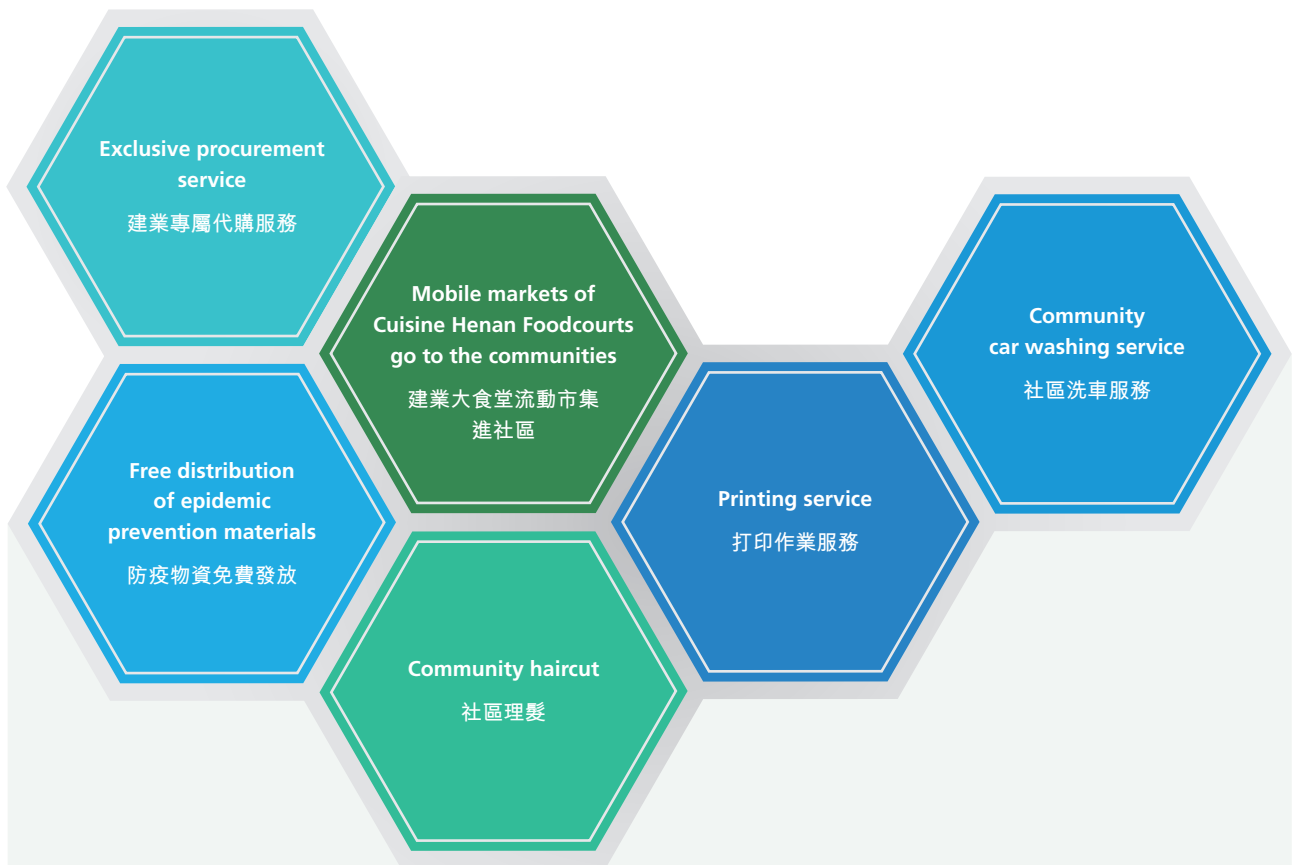 Exclusive procurement
service
建業專屬代購服務
Mobile markets of
Cuisine Henan Foodcourts
go to the communities
建業大食堂流動市集
進社區
Community
car washing service
社區洗車服務
Free distribution
of epidemic
prevention materials
防疫物資免費發放
Printing service
打印作業服務
Community haircut
社區理髮